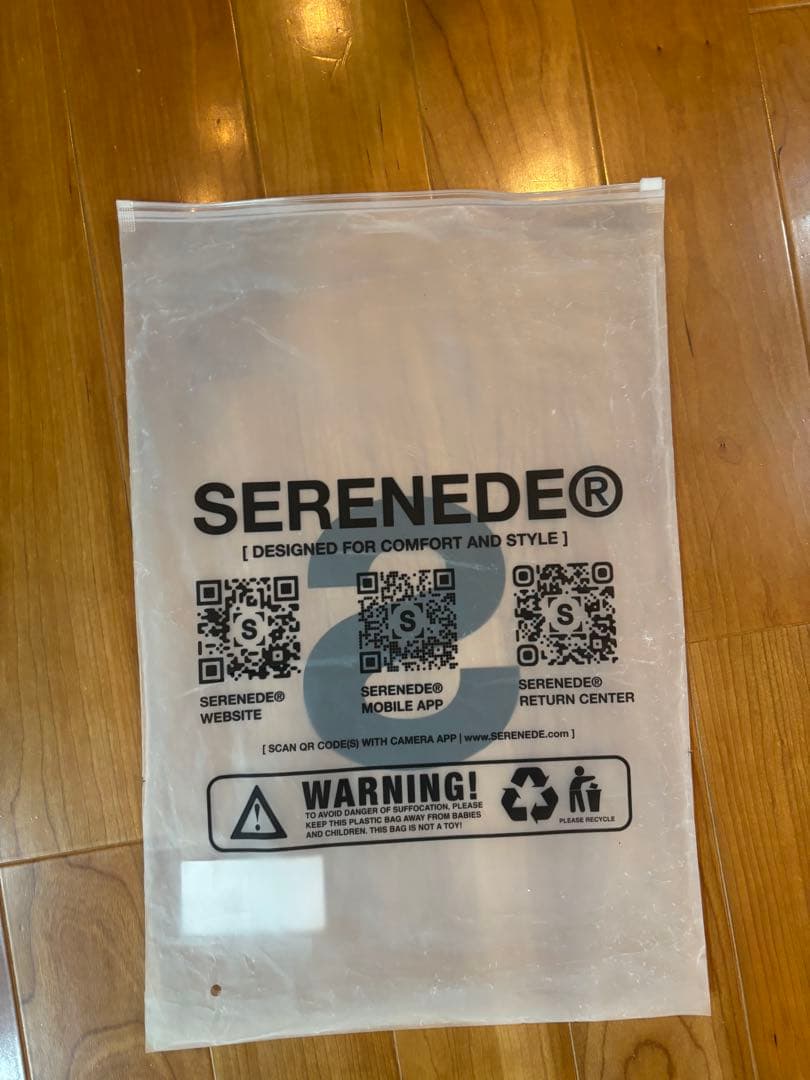 SERENEDE®
[ DESIGNED FOR COMFORT AND STYLE ]
S
S
S
S
SERENEDE®
WEBSITE
SERENEDE®
MOBILE APP
SERENEDE®
RETURN CENTER
[ SCAN QR CODE(S) WITH CAMERA APP | www.SERENEDE.com ]
WARNING!
TO AVOID DANGER OF SUFFOCATION, PLEASE
KEEP THIS PLASTIC BAG AWAY FROM BABIES
AND CHILDREN. THIS BAG IS NOT A TOY!
PLEASE RECYCLE